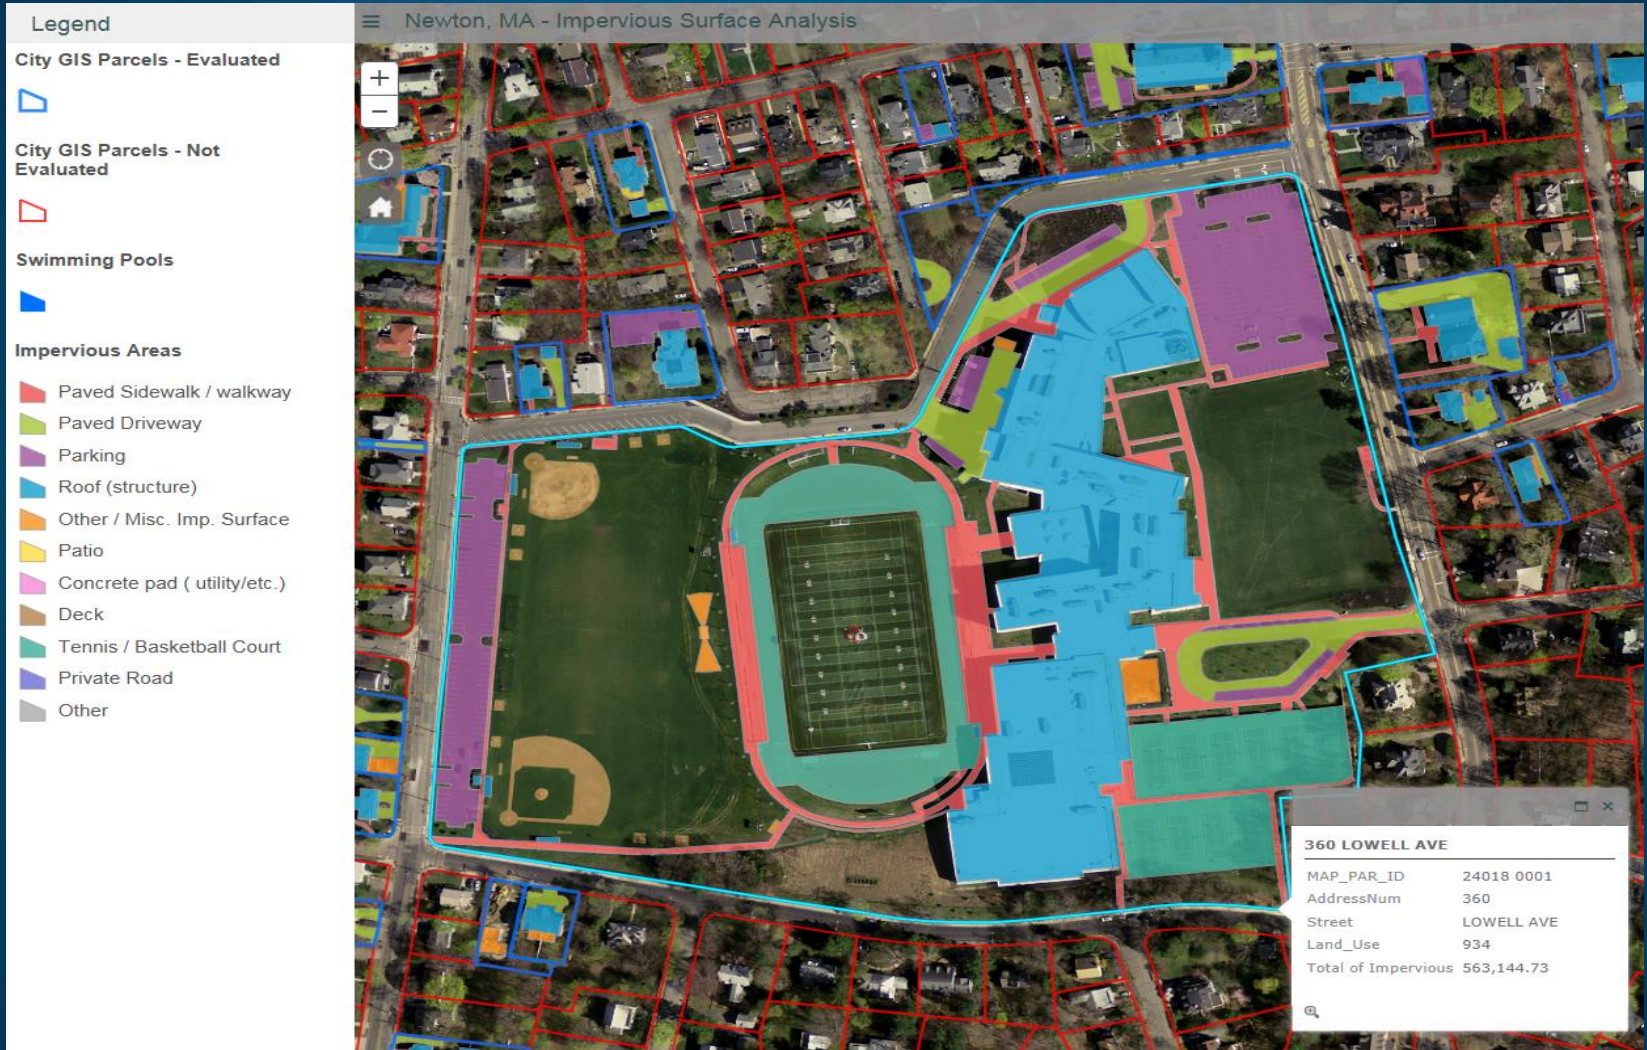 Legend
Newton, MA - Impervious Surface Analysis
City GIS Parcels - Evaluated
City GIS Parcels - Not
Evaluated
Swimming Pools
Impervious Areas
Paved Sidewalk / walkway
Paved Driveway
Parking
Roof (structure)
Other / Misc. Imp. Surface
Patio
Concrete pad ( utility/etc.)
Deck
Tennis / Basketball Court
Private Road
Other
+
−
360 LOWELL AVE
MAP_PAR_ID 24018 0001
AddressNum 360
Street LOWELL AVE
Land_Use 934
Total of Impervious 563,144.73